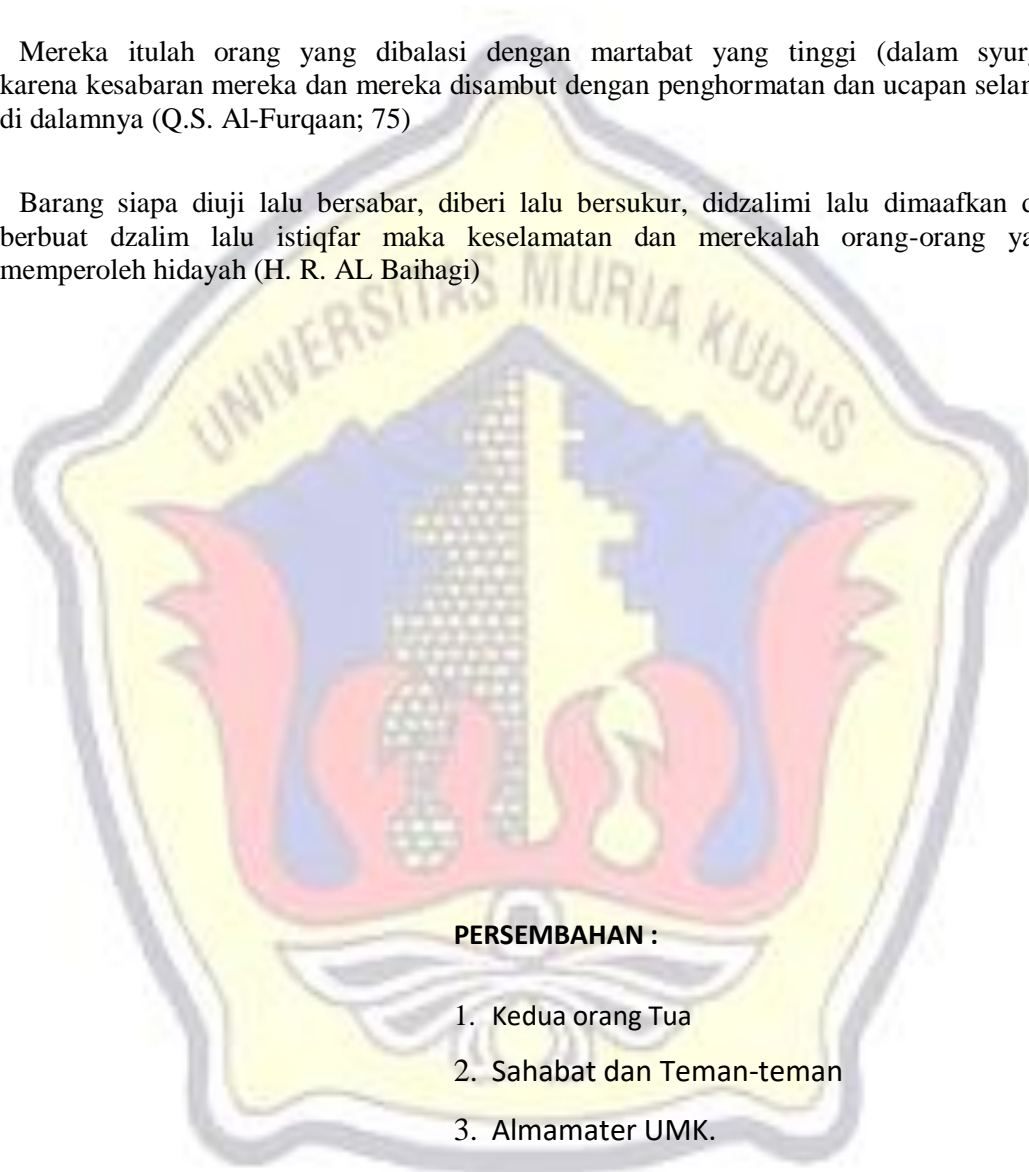 Mereka itulah orang yang dibalasi dengan martabat yang tinggi (dalam
karena kesabaran mereka dan mereka disambut dengan penghormatan dan ucapan
di dalamnya (Q.S. Al-Furqaan; 75)
Barang siapa diuji lalu bersabar, diberi lalu bersukur, didzalimi lalu dimaafkan
berbuat dzalim lalu istiqfar maka keselamatan dan merekalah orang-orang
memperoleh hidayah (H. R. AL Baihagi)
UNIVERSITAS MURIA KUDUS
PERSEMBAHAN :
1. Kedua orang Tua
2. Sahabat dan Teman-teman
3. Almamater UMK.